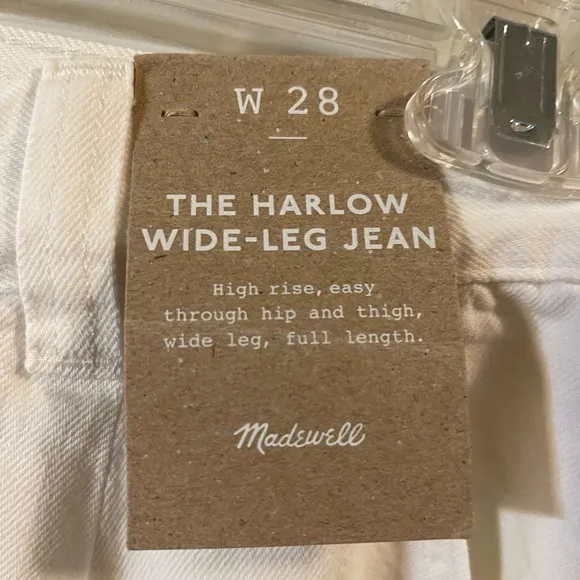 W 28
THE HARLOW
WIDE-LEG JEAN
High rise, easy
through hip and thigh,
wide leg, full length.
Madewell